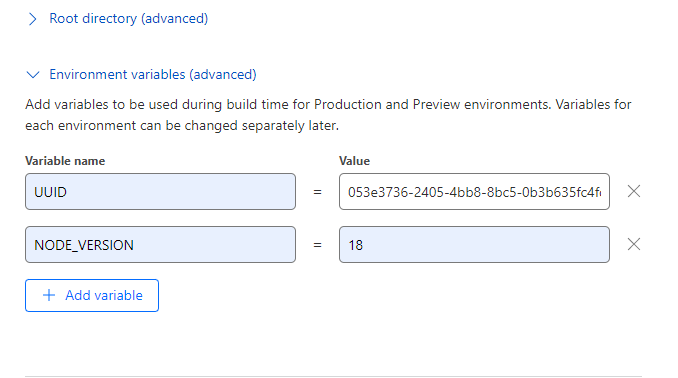 Root directory (advanced)
Environment variables (advanced)
Add variables to be used during build time for Production and Preview environments. Variables for
each environment can be changed separately later.
Variable name Value
UUID = 053e3736-2405-4bb8-8bc5-0b3b635fc4f
NODE_VERSION = 18
+ Add variable